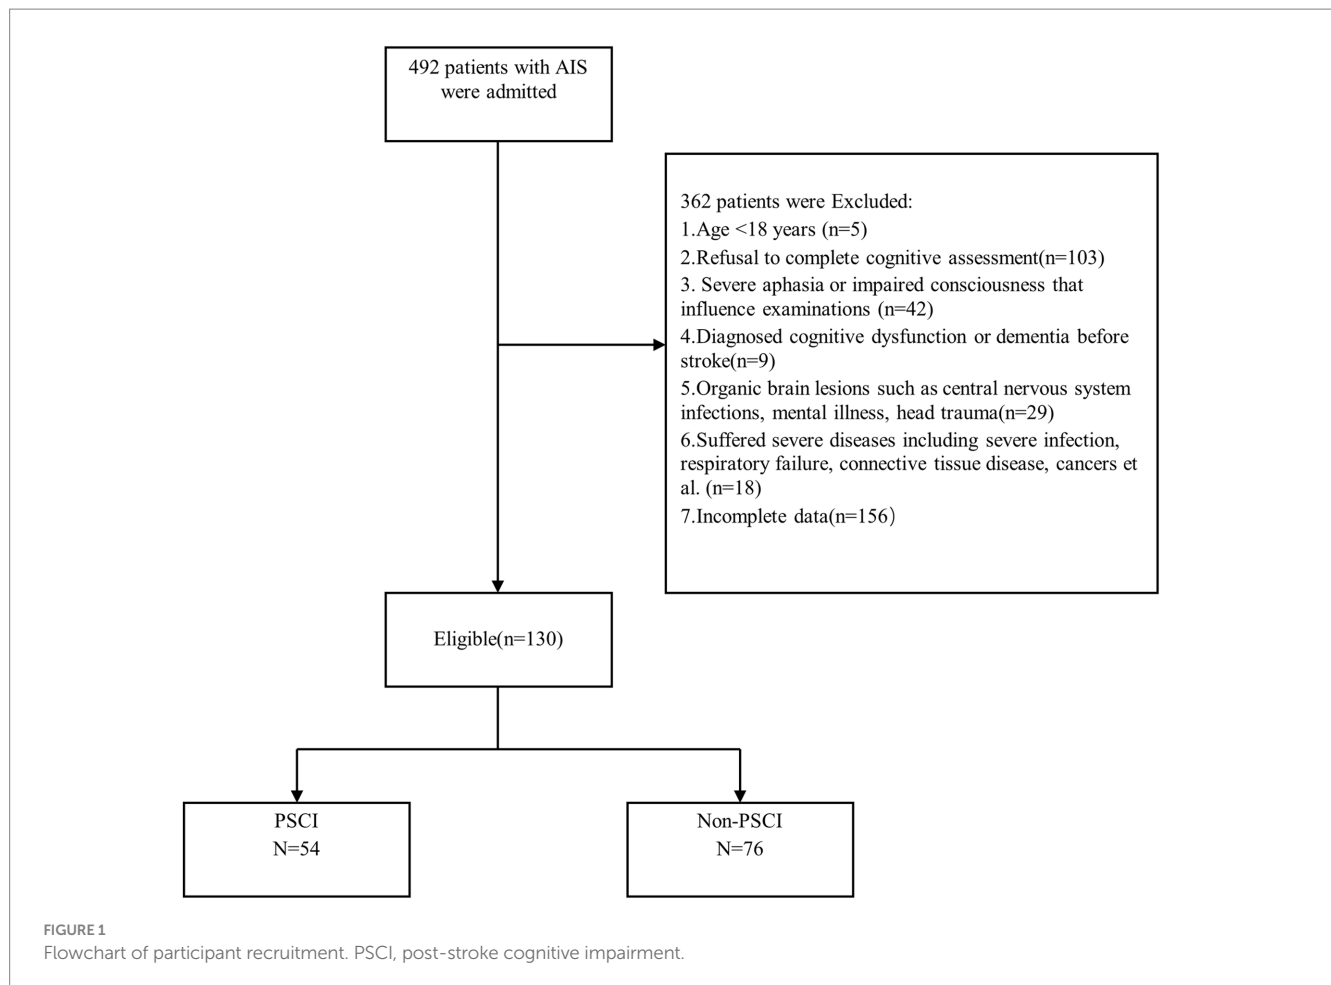 492 patients with AIS
were admitted
362 patients were Excluded:
1.Age <18 years (n=5)
2.Refusal to complete cognitive assessment(n=103)
3. Severe aphasia or impaired consciousness that
influence examinations (n=42)
4.Diagnosed cognitive dysfunction or dementia before
stroke(n=9)
5.Organic brain lesions such as central nervous system
infections, mental illness, head trauma(n=29)
6.Suffered severe diseases including severe infection,
respiratory failure, connective tissue disease, cancers et
al. (n=18)
7.Incomplete data(n=156）
Eligible(n=130)
PSCI
N=54
Non-PSCI
N=76
FIGURE 1
Flowchart of participant recruitment. PSCI, post-stroke cognitive impairment.